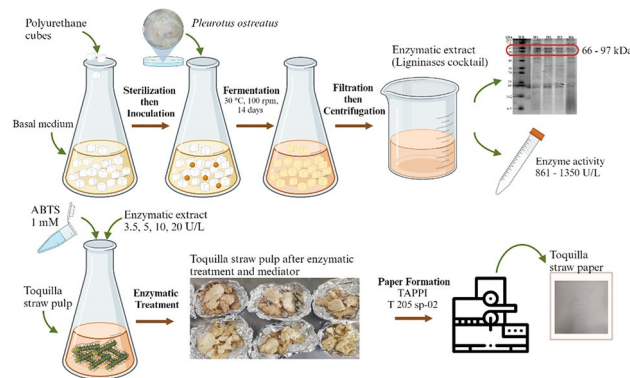 Polyurethane
cubes
Pleurotus ostreatus
Basal medium
Sterilization
then
Inoculation
Fermentation
30 °C, 100 rpm,
14 days
Filtration
then
Centrifugation
Enzymatic extract
(Ligninases cocktail)
66 - 97 kDa
Enzyme activity
861 - 1350 U/L
ABTS
1 mM
Enzymatic extract
3.5, 5, 10, 20 U/L
Toquilla
straw pulp
Enzymatic
Treatment
Toquilla straw pulp after enzymatic
treatment and mediator
Paper Formation
TAPPI
T 205 sp-02
Toquilla
straw paper